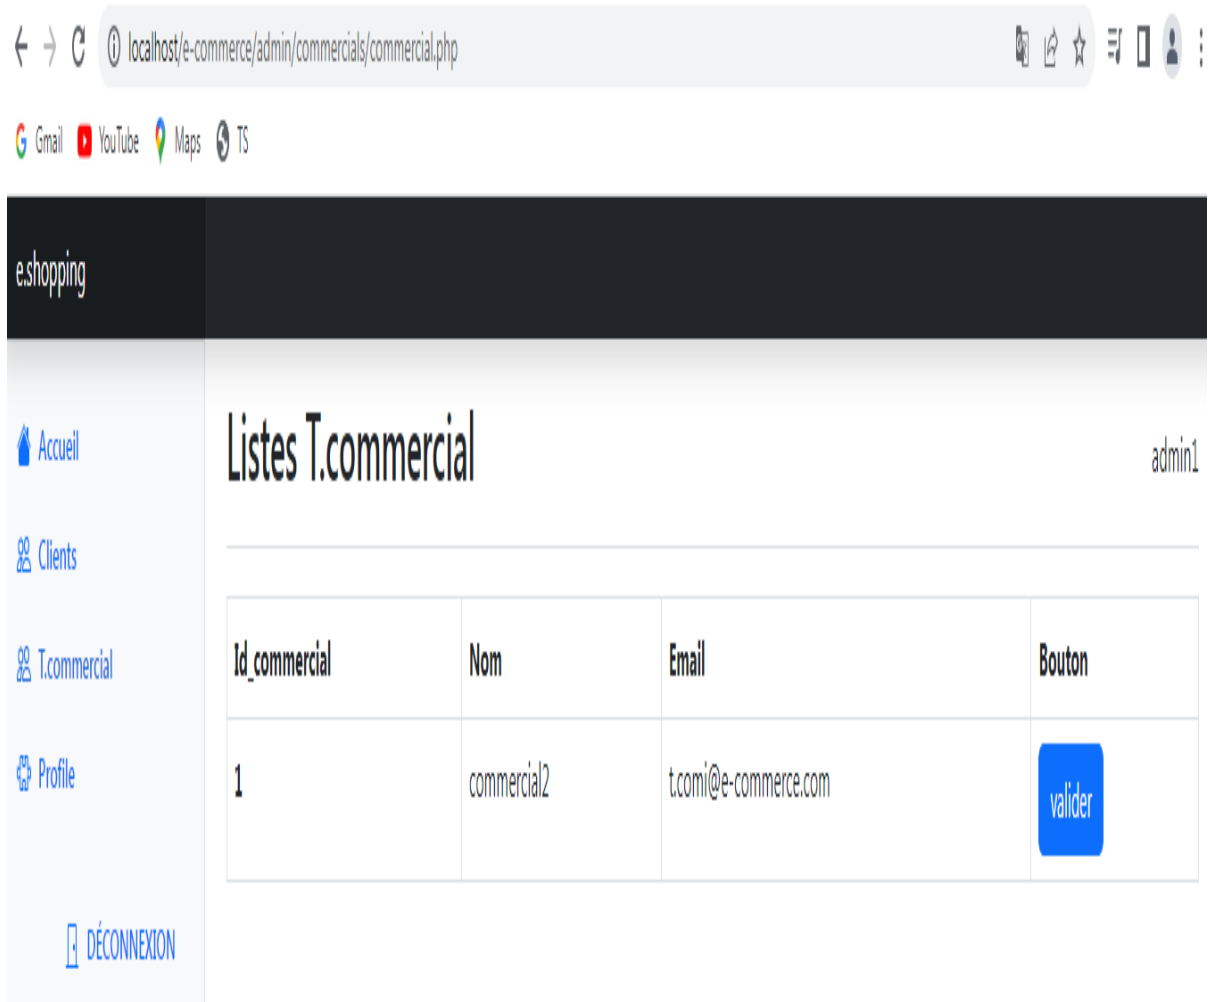 localhost/e-commerce/admin/commercials/commercial.php
Gmail YouTube Maps TS
e.shopping
Accueil
Clients
T.commercial
Profile
DÉCONNEXION
Listes T.commercial
admin1
Id_commercial Nom Email Bouton
1 commercial2 t.comi@e-commerce.com valider